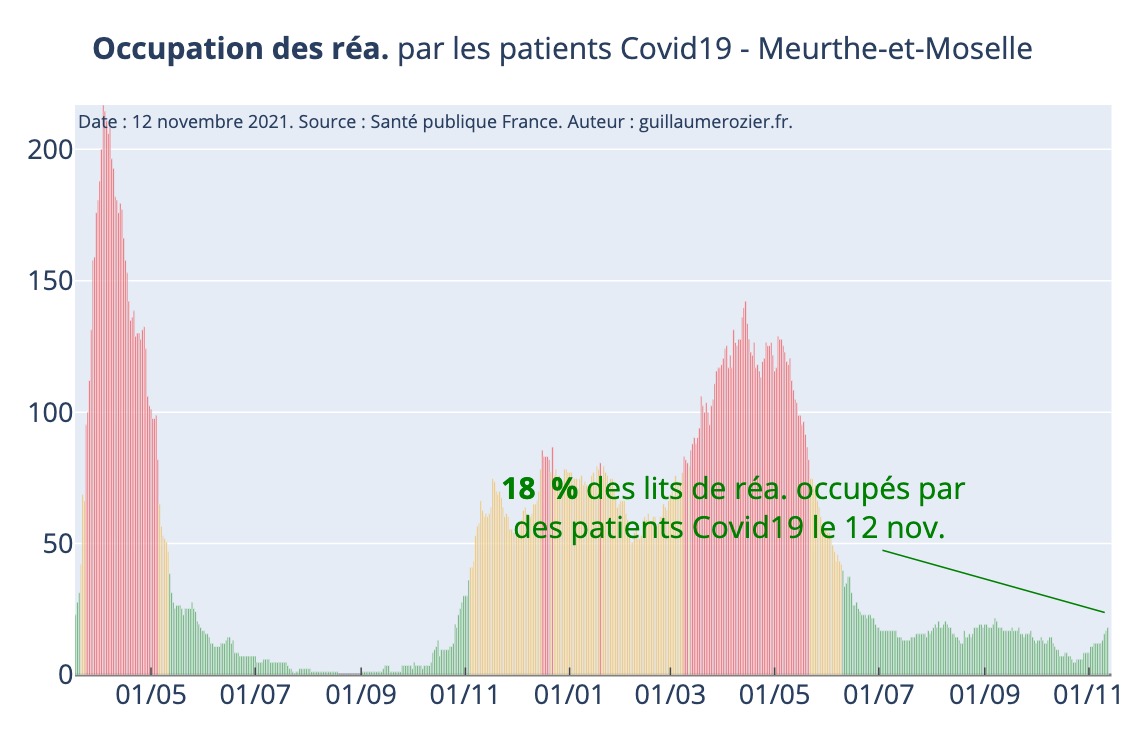 Occupation des réa. par les patients Covid19 - Meurthe-et-Moselle
Date : 12 novembre 2021. Source : Santé publique France. Auteur : guillaumerozier.fr.
200
150
100
18 % des lits de réa. occupés par
des patients Covid19 le 12 nov.
50
0
01/05 01/07 01/09 01/11 01/01 01/03 01/05 01/07 01/09 01/11